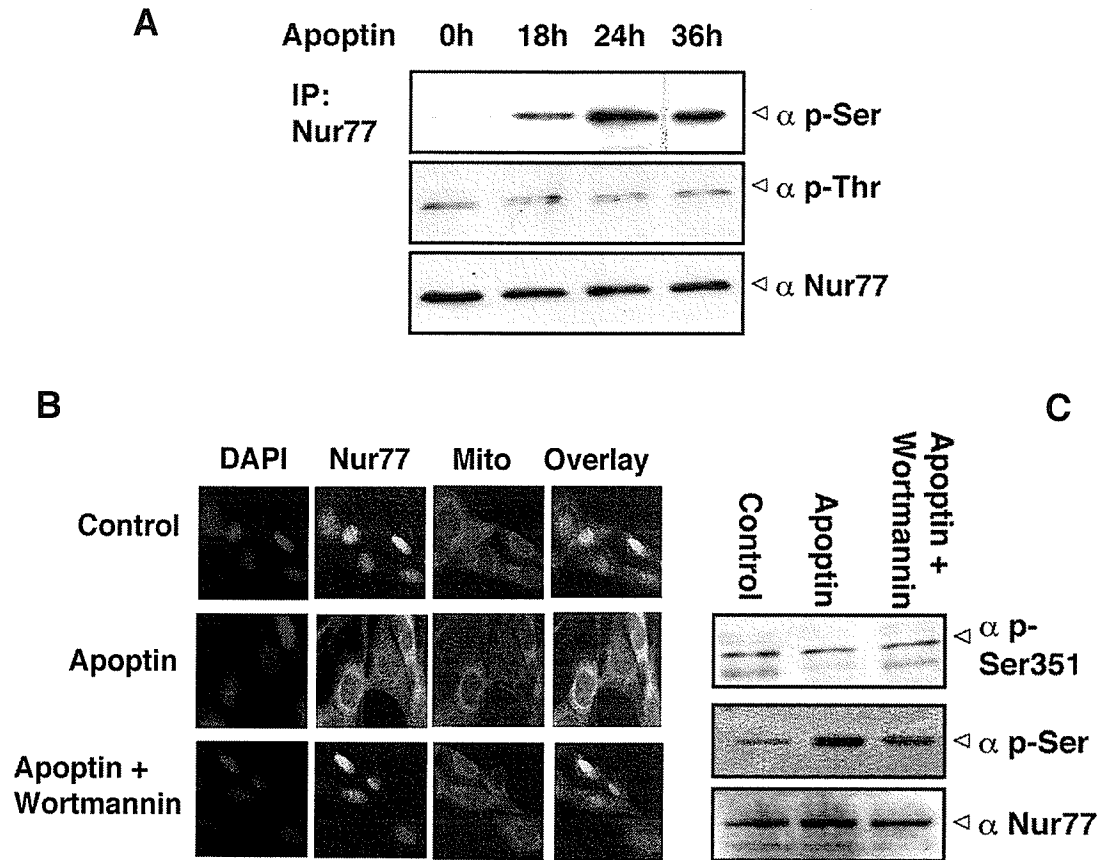 A
Apoptin 0h 18h 24h 36h
IP:
Nur77
α p-Ser
α p-Thr
α Nur77
B
DAPI Nur77 Mito Overlay
Control
Apoptin
Apoptin +
Wortmannin
C
Control
Apoptin
Apoptin +
Wortmannin
α p-
Ser351
α p-Ser
α Nur77